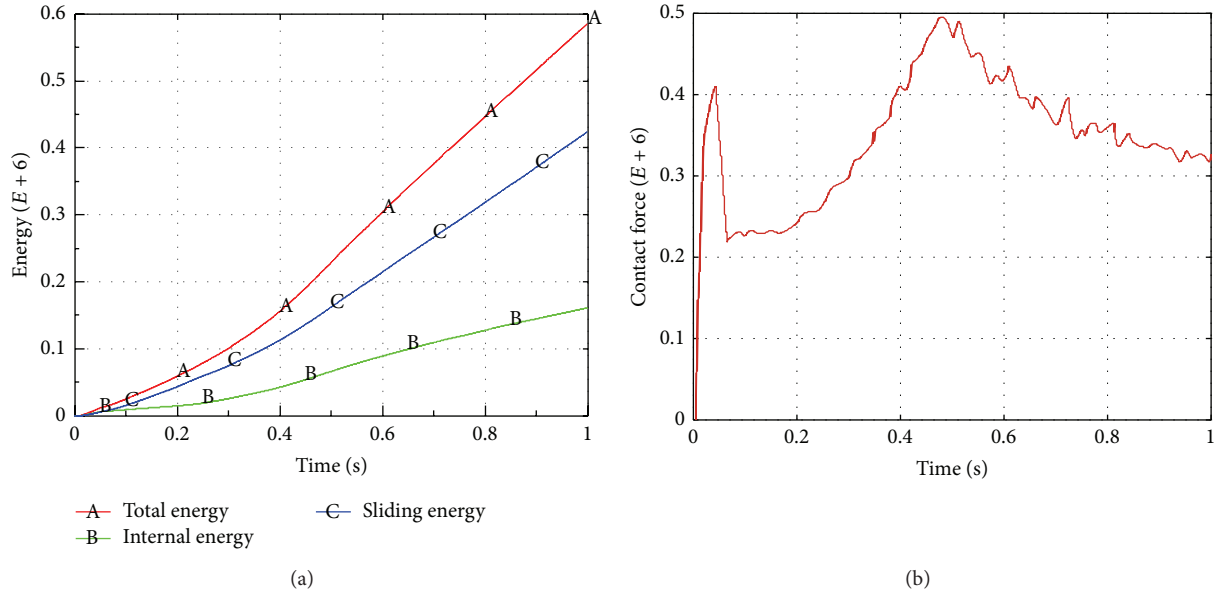 0.6
0.5
0.4
0.3
0.2
0.1
0
Energy (E + 6)
A
A
A
A
A
B
B
B
B
B
C
C
C
C
C
0 0.2 0.4 0.6 0.8 1
Time (s)
A Total energy
B Internal energy
C Sliding energy
(a)
0.5
0.4
0.3
0.2
0.1
0
Contact force (E + 6)
0 0.2 0.4 0.6 0.8 1
Time (s)
(b)